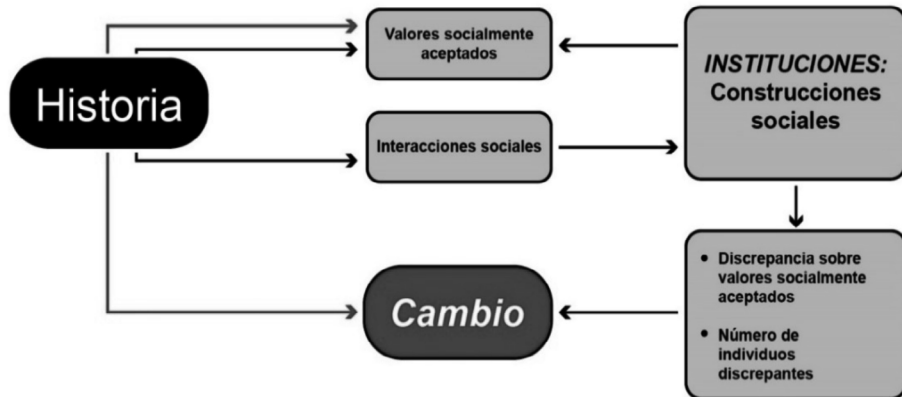 Historia
Valores socialmente
aceptados
Interacciones sociales
INSTITUCIONES:
Construcciones
sociales
• Discrepancia sobre
valores socialmente
aceptados
• Número de
individuos
discrepantes
Cambio